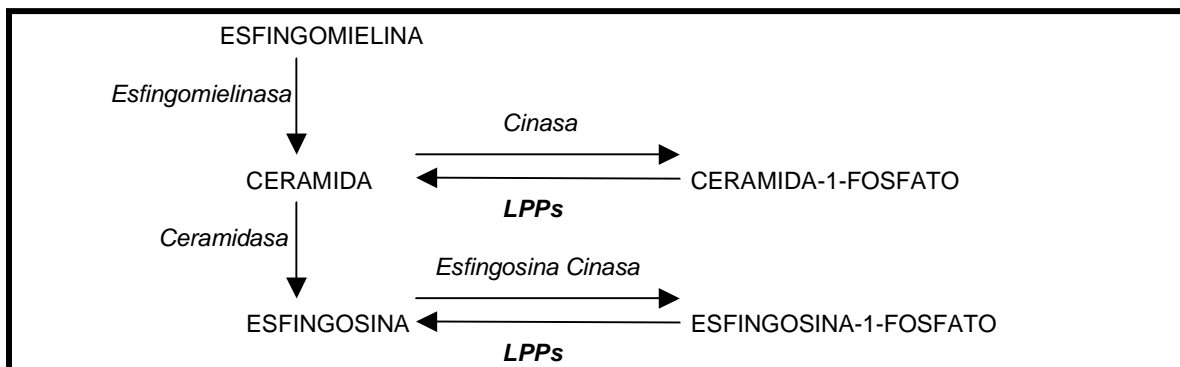 ESFINGOMIELINA
Esfingomielinasa
Cinasa
CERAMIDA
CERAMIDA-1-FOSFATO
LPPs
Ceramidasa
Esfingosina Cinasa
ESFINGOSINA
ESFINGOSINA-1-FOSFATO
LPPs